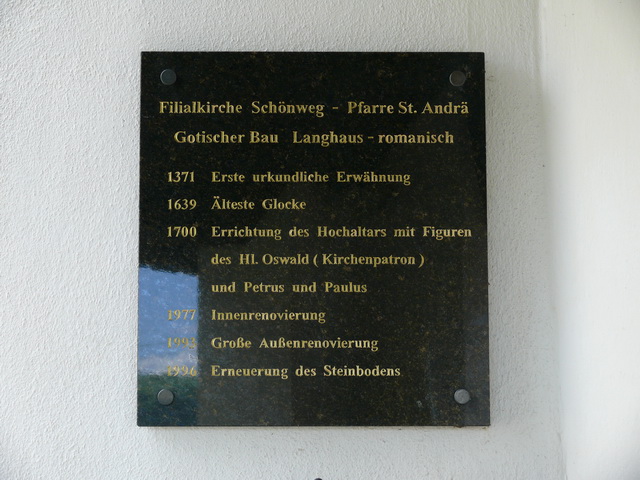 Filialkirche Schönweg - Pfarre St. Andrä
Gotischer Bau Langhaus - romanisch
1371 Erste urkundliche Erwähnung
1639 Älteste Glocke
1700 Errichtung des Hochaltars mit Figuren
des Hl. Oswald ( Kirchenpatron )
und Petrus und Paulus
1977 Innenrenovierung
Große Außenrenovierung
1996 Erneuerung des Steinbodens